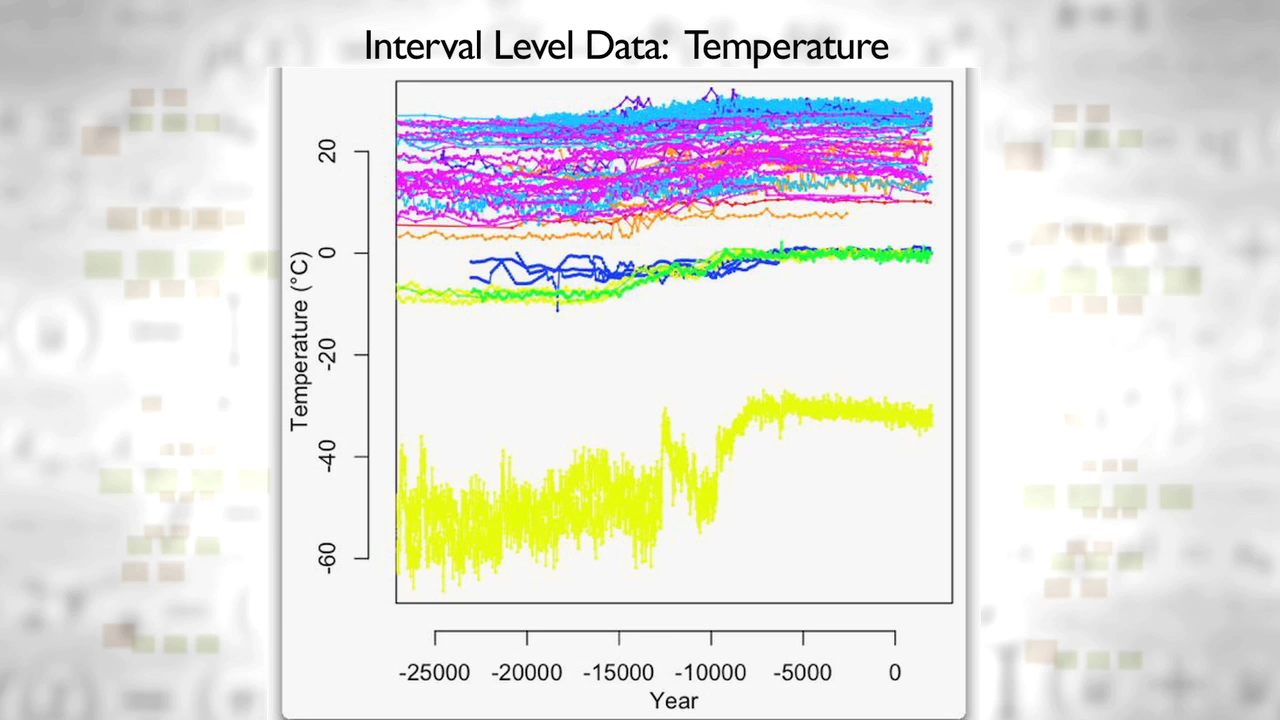 Interval Level Data: Temperature
Temperature (°C)
20
0
-20
-40
-60
-25000 -20000 -15000 -10000 -5000 0
Year